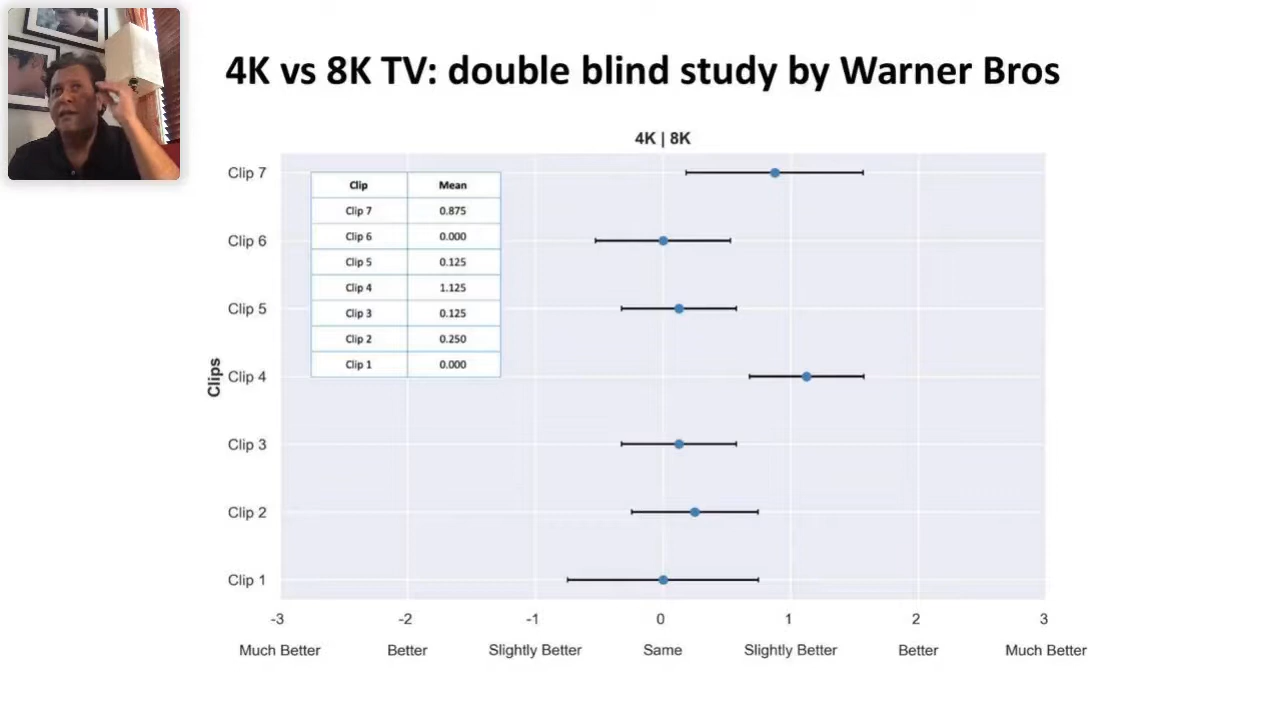 4K vs 8K TV: double blind study by Warner Bros
4K | 8K
Clip Mean
Clip 7 0.875
Clip 6 0.000
Clip 5 0.125
Clip 4 1.125
Clip 3 0.125
Clip 2 0.250
Clip 1 0.000
Clips
Clip 7
Clip 6
Clip 5
Clip 4
Clip 3
Clip 2
Clip 1
-3 -2 -1 0 1 2 3
Much Better Better Slightly Better Same Slightly Better Better Much Better